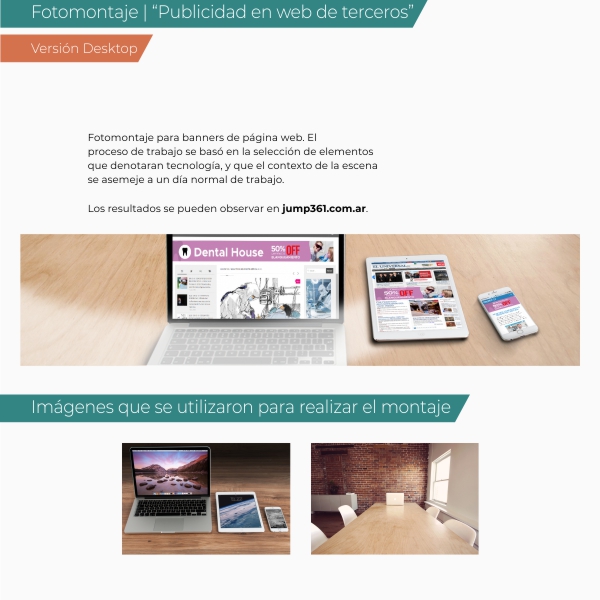 Fotomontaje | “Publicidad en web de terceros”
Versión Desktop
Fotomontaje para banners de página web. El
proceso de trabajo se basó en la selección de elementos
que denotaran tecnología, y que el contexto de la escena
se asemeje a un día normal de trabajo.
Los resultados se pueden observar en jump361.com.ar.
Dental House 50% OFF
EL UNIVERSAL
50% OFF
Imágenes que se utilizaron para realizar el montaje